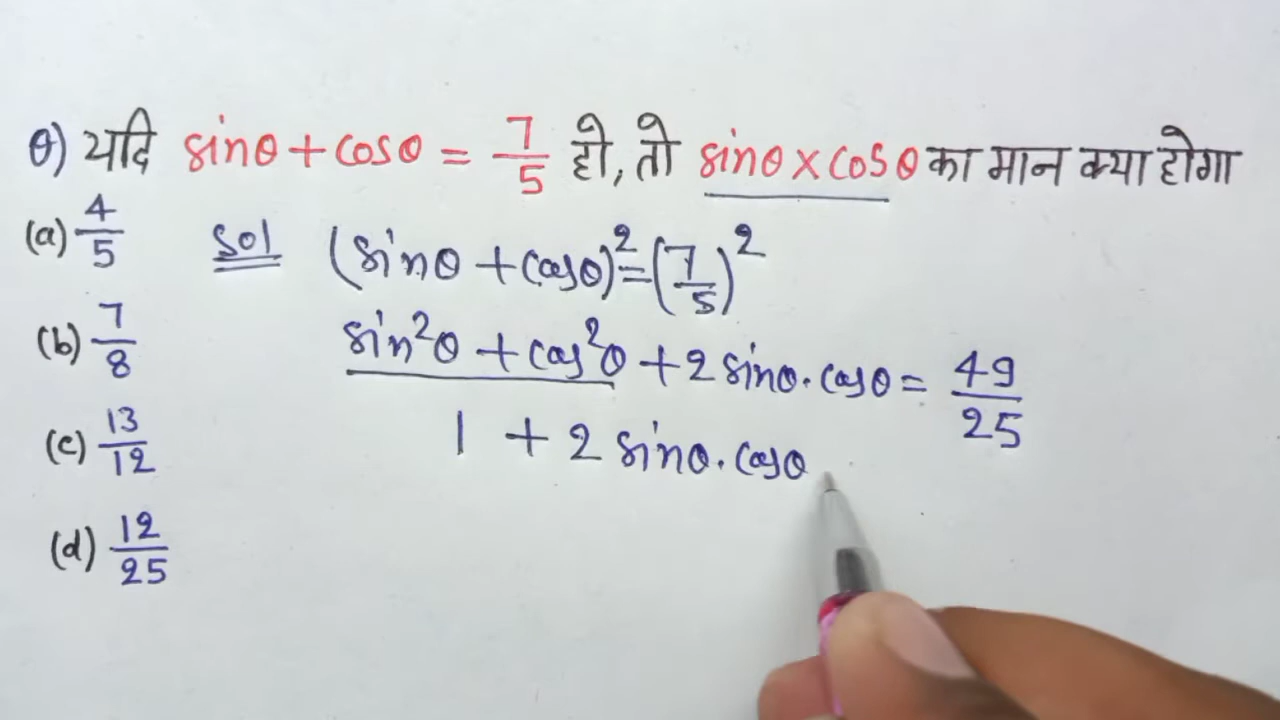 Q) यदि sinθ + cosθ = 7/5 हो, तो sinθ × cosθ का मान क्या होगा
(a) 4/5
Sol (sinθ + cosθ)² = (7/5)²
(b) 7/8
sin²θ + cos²θ + 2 sinθ. cosθ = 49/25
(c) 13/12
1 + 2 sinθ. cosθ
(d) 12/25